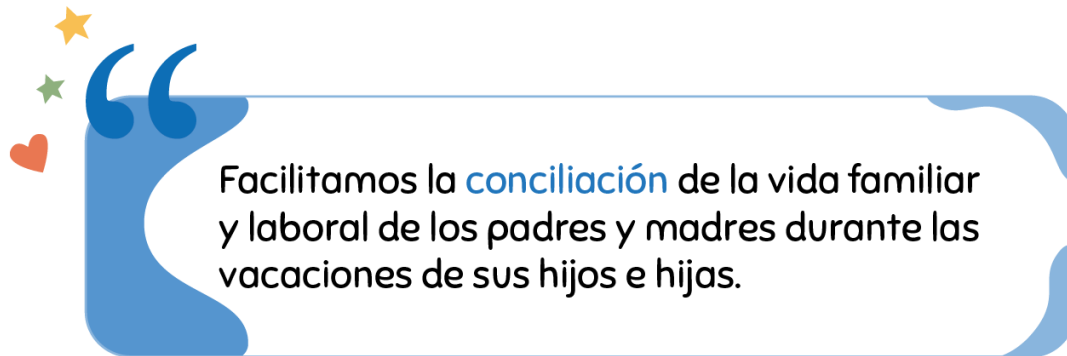 Facilitamos la conciliación de la vida familiar
y laboral de los padres y madres durante las
vacaciones de sus hijos e hijas.